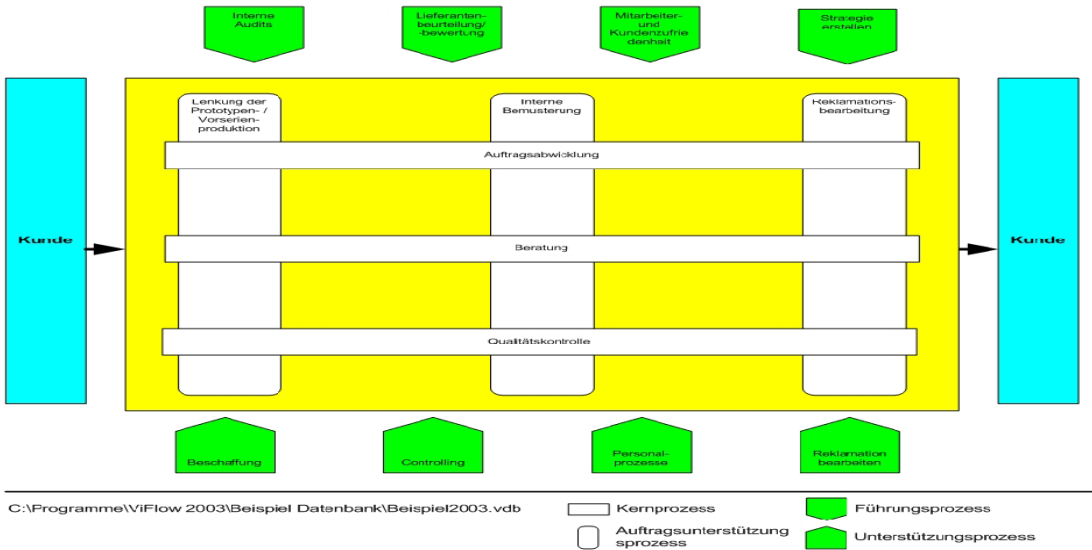 Interne
Audits
Lieferanten-
beurteilung/
-bewertung
Mitarbeiter-
und
Kundenzufrie
denheit
Strategie
erstellen
Kunde
Lenkung der
Prototypen- /
Vorserien-
produktion
Interne
Bemusterung
Reklamations-
bearbeitung
Auftragsabwicklung
Beratung
Qualitätskontrolle
Kunde
Beschaffung
Controlling
Personal-
prozesse
Reklamation
bearbeiten
C:\Programme\ViFlow 2003\Beispiel Datenbank\Beispiel2003.vdb
Kernprozess
Auftragsunterstützung
sprozess
Führungsprozess
Unterstützungsprozess